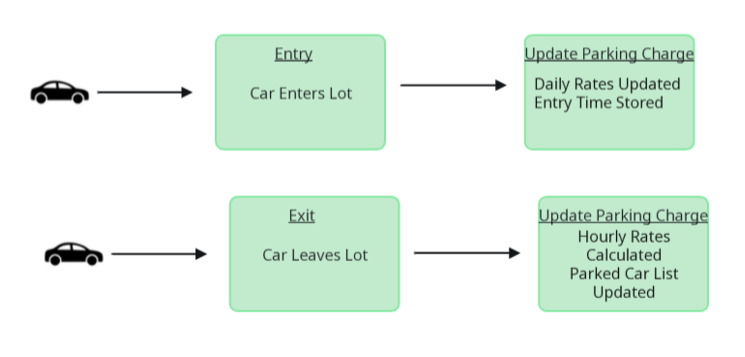 Entry
Car Enters Lot
Update Parking Charge
Daily Rates Updated
Entry Time Stored
Exit
Car Leaves Lot
Update Parking Charge
Hourly Rates
Calculated
Parked Car List
Updated